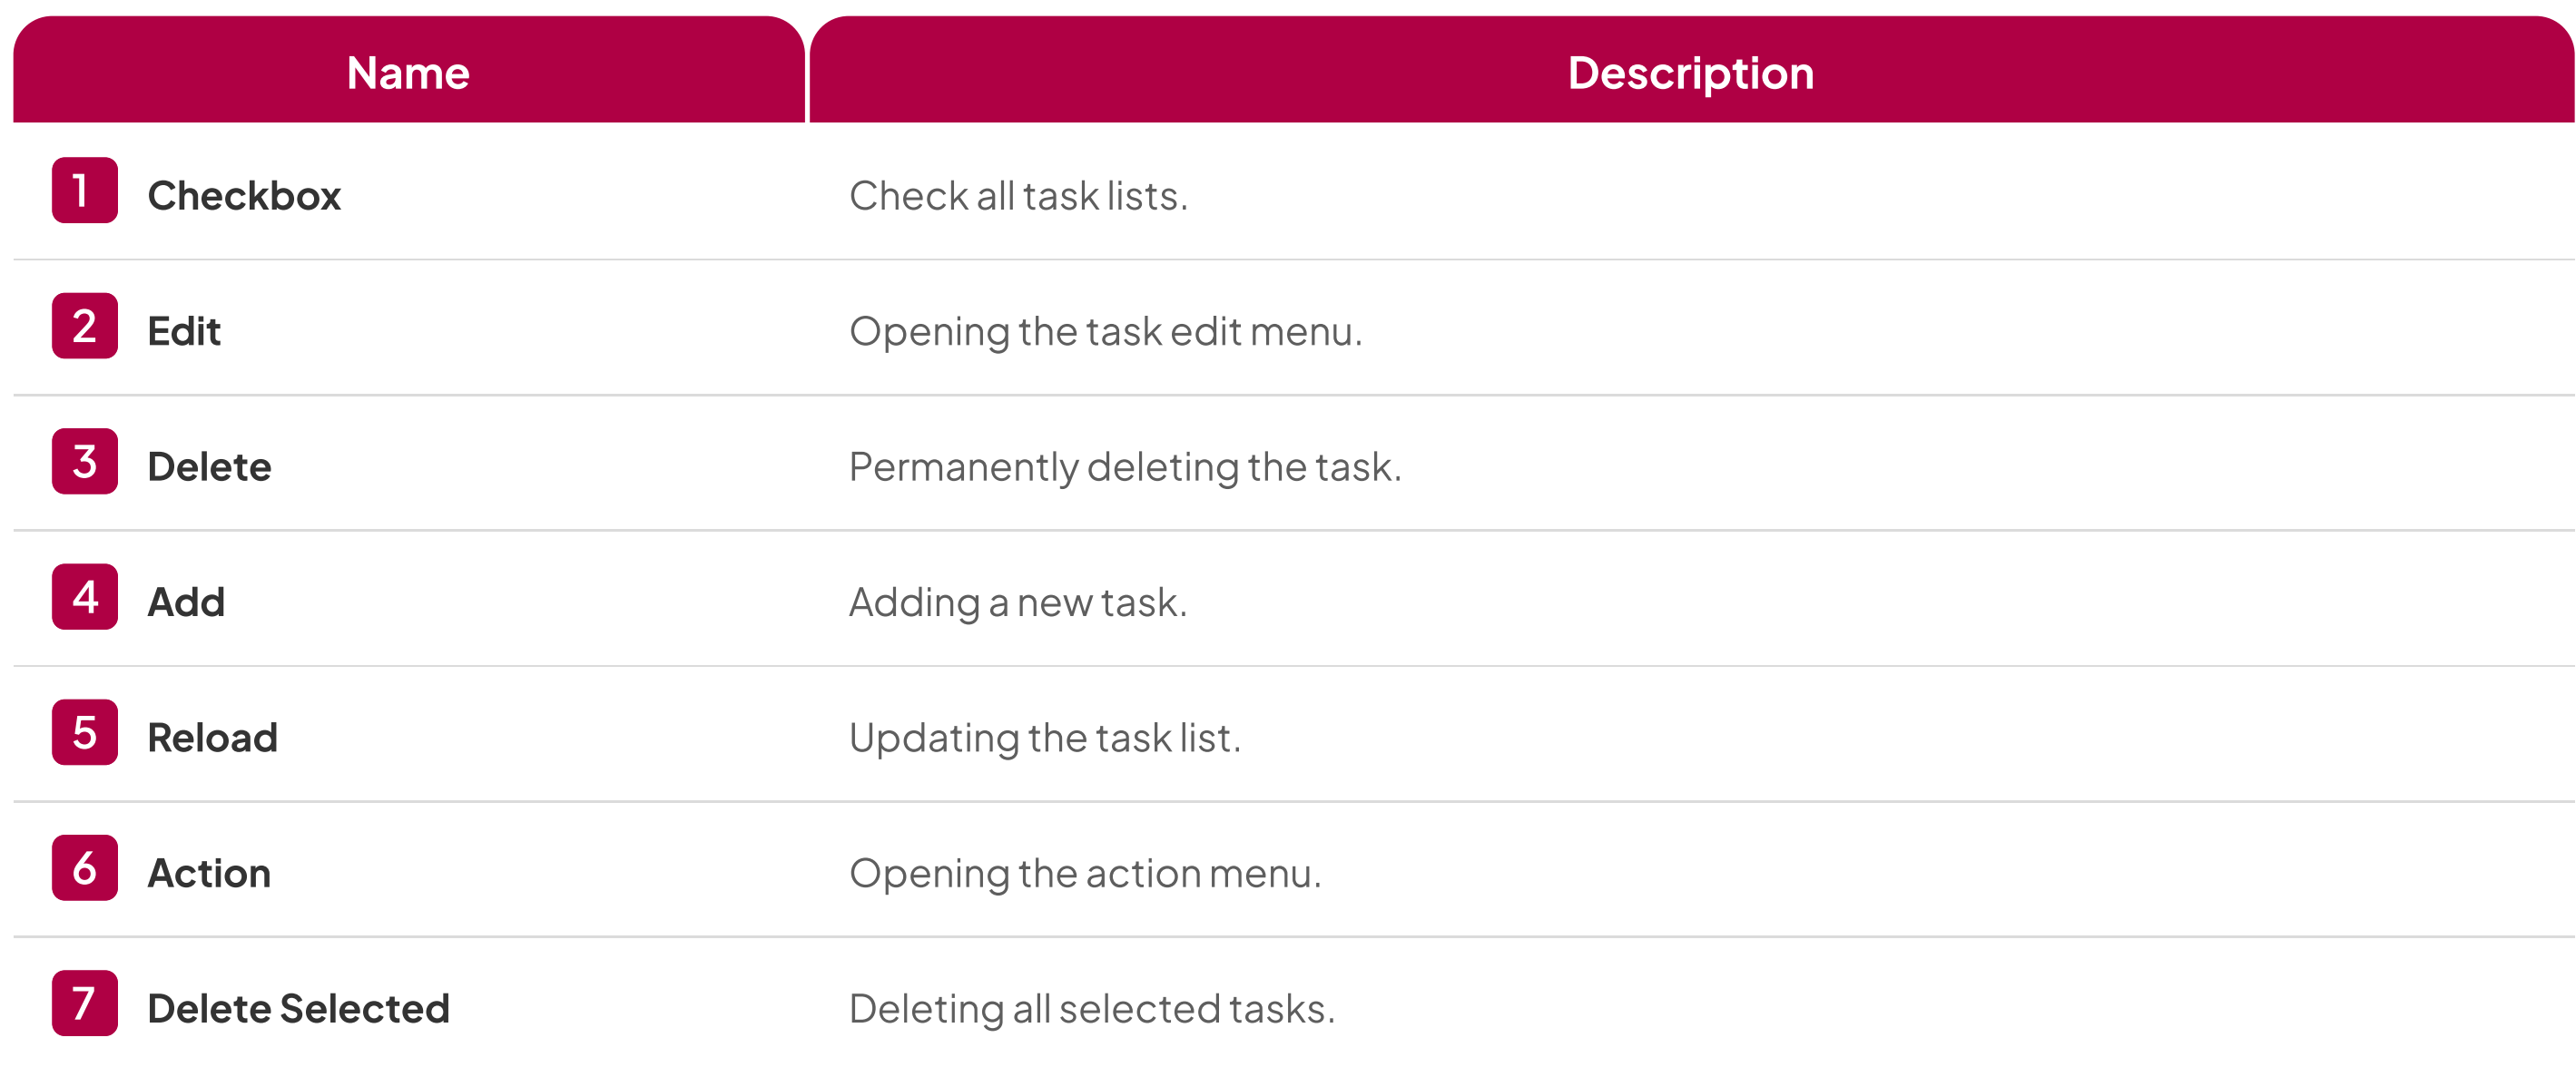 Name Description
1 Checkbox Check all task lists.
2 Edit Opening the task edit menu.
3 Delete Permanently deleting the task.
4 Add Adding a new task.
5 Reload Updating the task list.
6 Action Opening the action menu.
7 Delete Selected Deleting all selected tasks.